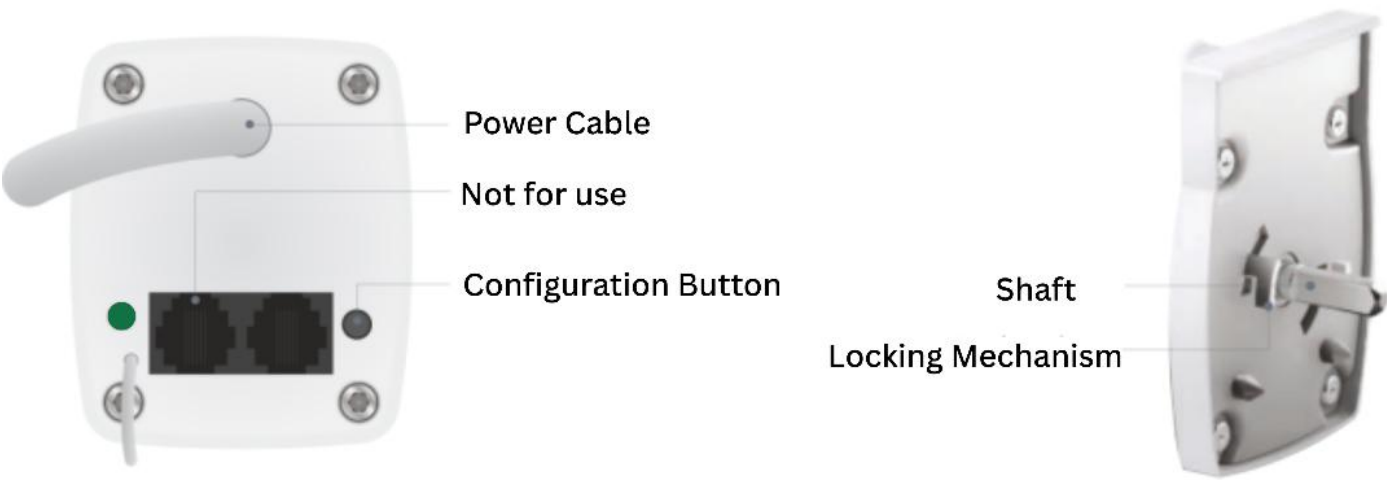 Power Cable
Not for use
Configuration Button
Shaft
Locking Mechanism